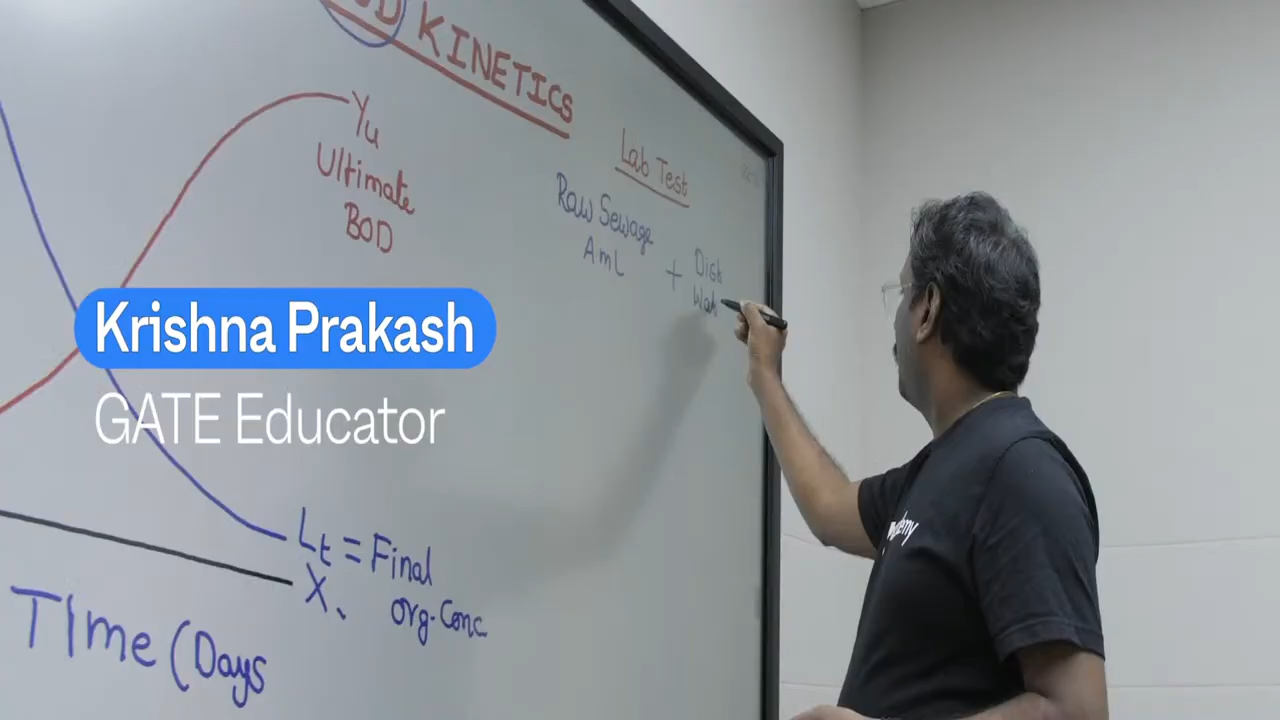 KINETICS
Yu
Ultimate
BOD
Lab Test
Raw Sewage
AmL
+
Krishna Prakash
GATE Educator
Lt = Final
org. Conc
X
Time (Days